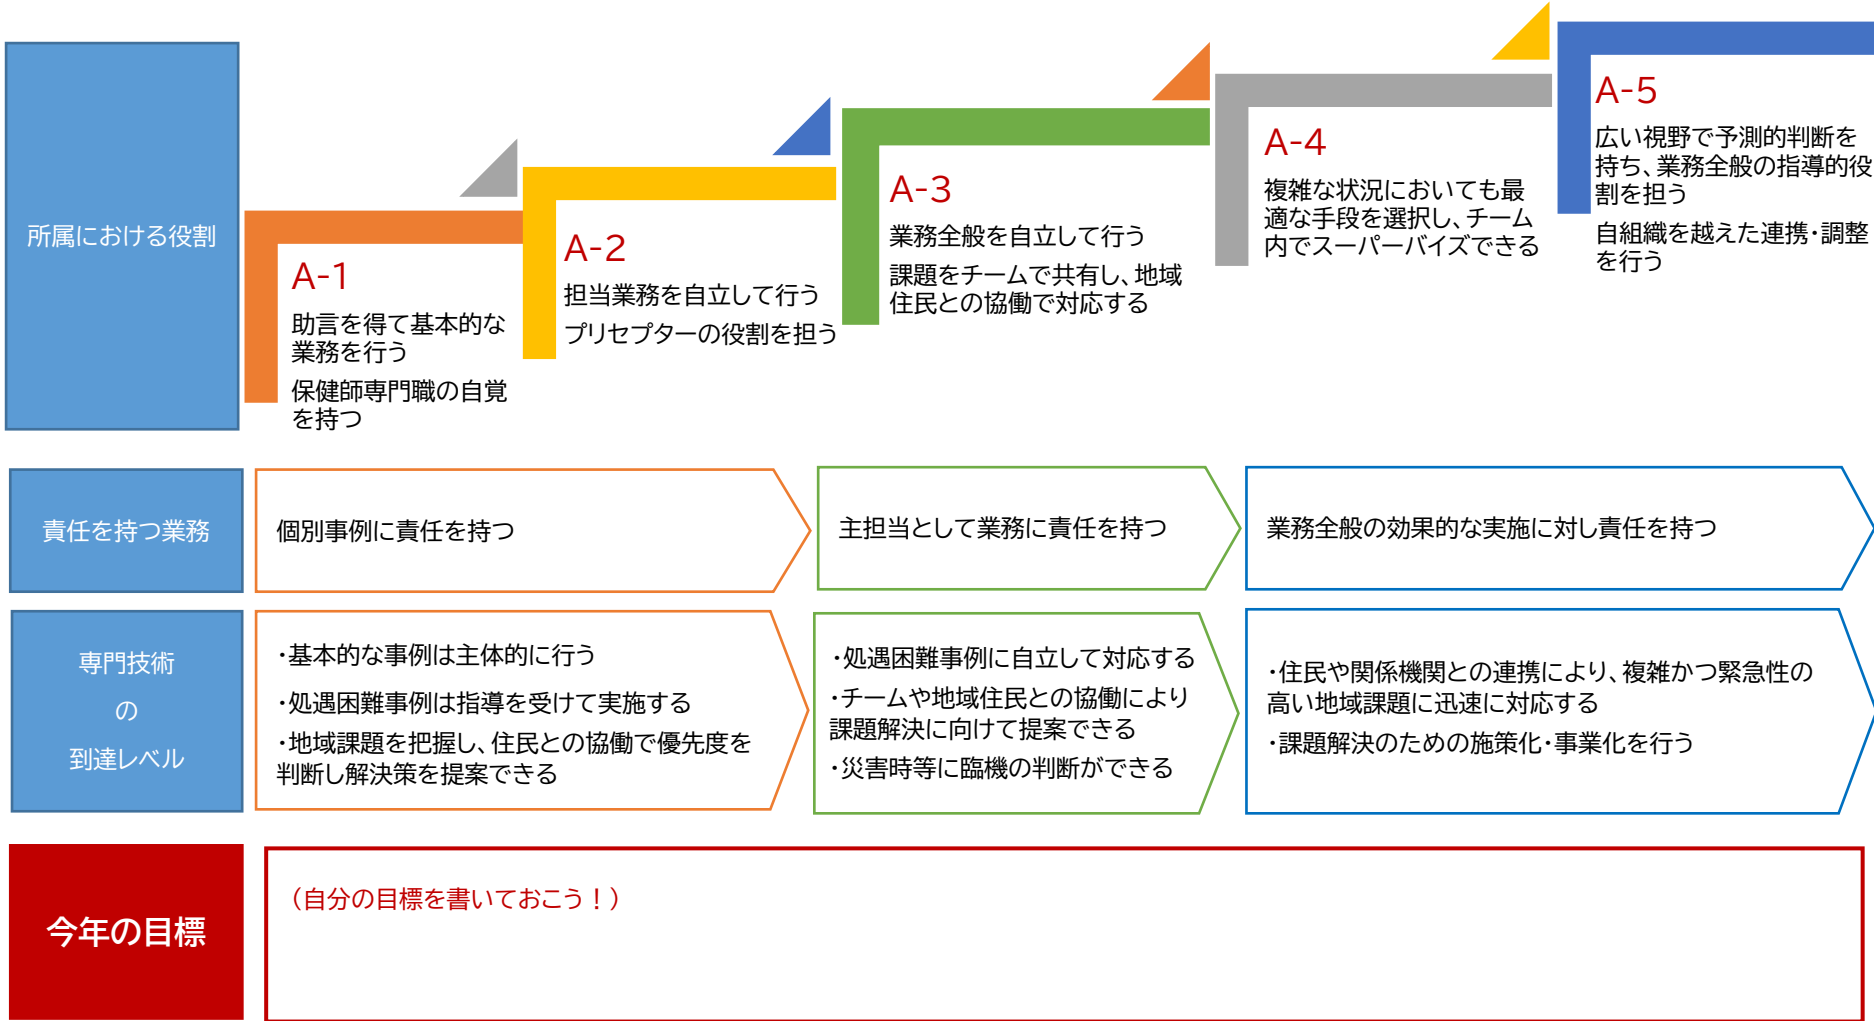 所属における役割
A-1
助言を得て基本的な
業務を行う
保健師専門職の自覚
を持つ
A-2
担当業務を自立して行う
プリセプターの役割を担う
A-3
業務全般を自立して行う
課題をチームで共有し、地域
住民との協働で対応する
A-4
複雑な状況においても最
適な手段を選択し、チーム
内でスーパーバイズできる
A-5
広い視野で予測的判断を
持ち、業務全般の指導的役
割を担う
自組織を越えた連携・調整
を行う
責任を持つ業務
個別事例に責任を持つ
主担当として業務に責任を持つ
業務全般の効果的な実施に対し責任を持つ
専門技術
の
到達レベル
・基本的な事例は主体的に行う
・処遇困難事例は指導を受けて実施する
・地域課題を把握し、住民との協働で優先度を
判断し解決策を提案できる
・処遇困難事例に自立して対応する
・チームや地域住民との協働により
課題解決に向けて提案できる
・災害時等に臨機の判断ができる
・住民や関係機関との連携により、複雑かつ緊急性の
高い地域課題に迅速に対応する
・課題解決のための施策化・事業化を行う
今年の目標
（自分の目標を書いておこう！）